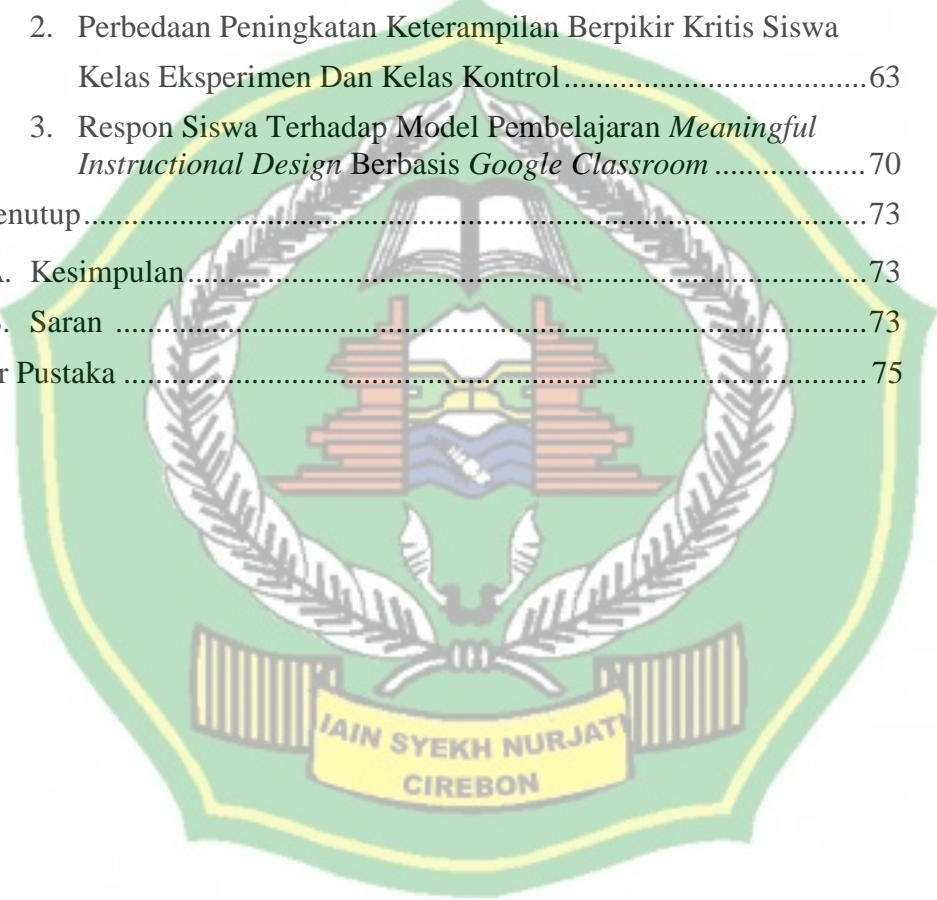 2. Perbedaan Peningkatan Keterampilan Berpikir Kritis Siswa
Kelas Eksperimen Dan Kelas Kontrol.................................63
3. Respon Siswa Terhadap Model Pembelajaran Meaningful
Instructional Design Berbasis Google Classroom..................70
enutup.........................................................................................73
Kesimpulan..............................................................................73
Saran .......................................................................................73
r Pustaka ....................................................................................75
IAIN SYEKH NURJATI
CIREBON